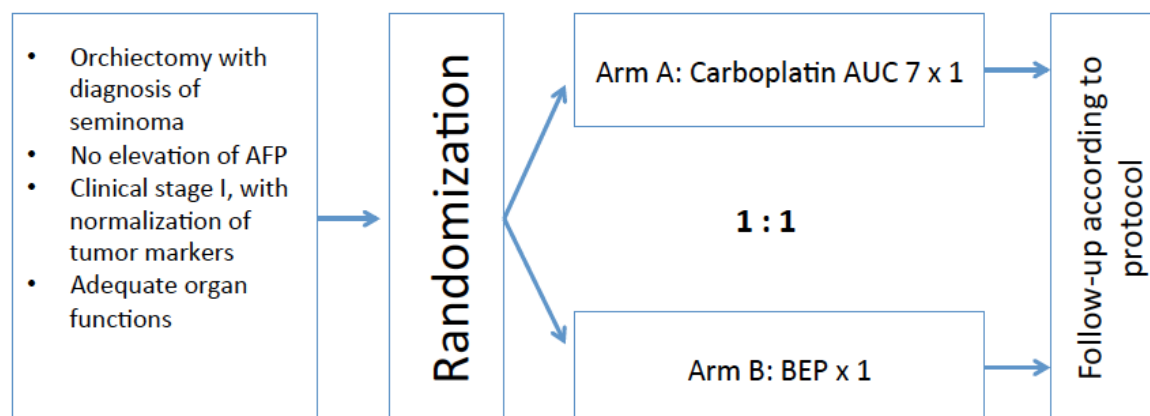 • Orchiectomy with
diagnosis of
seminoma
• No elevation of AFP
• Clinical stage I, with
normalization of
tumor markers
• Adequate organ
functions
Randomization
Arm A: Carboplatin AUC 7 x 1
1 : 1
Arm B: BEP x 1
Follow-up according to
protocol